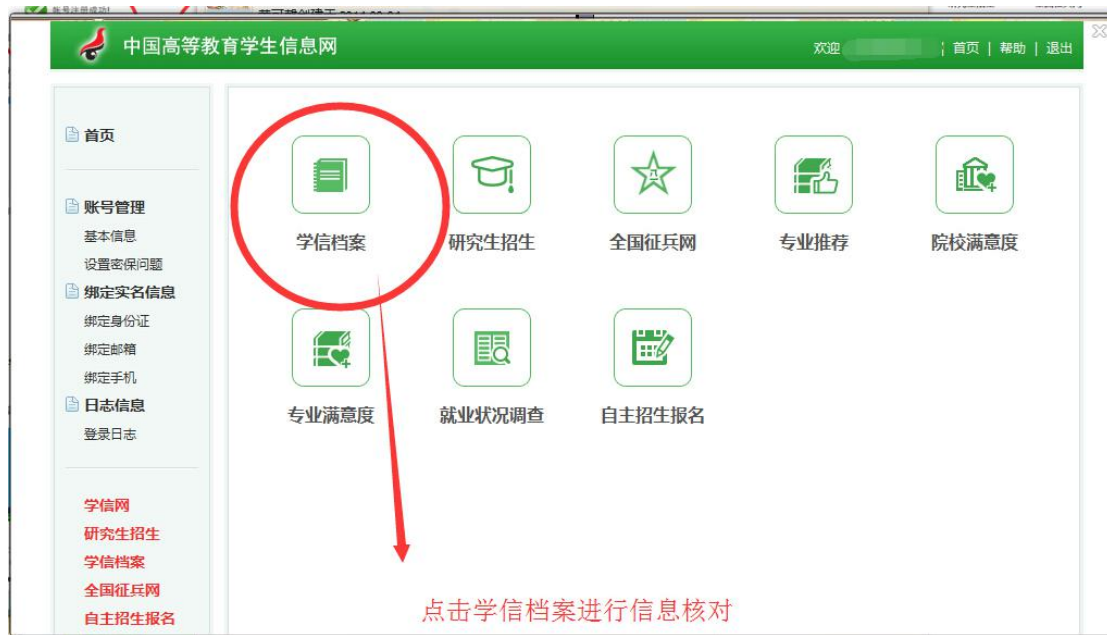 账号注册成功!
中国高等教育学生信息网
欢迎
首页 | 帮助 | 退出
首页
账号管理
基本信息
设置密保问题
绑定实名信息
绑定身份证
绑定邮箱
绑定手机
日志信息
登录日志
学信网
研究生招生
学信档案
全国征兵网
自主招生报名
学信档案
研究生招生
全国征兵网
专业推荐
院校满意度
专业满意度
就业状况调查
自主招生报名
点击学信档案进行信息核对